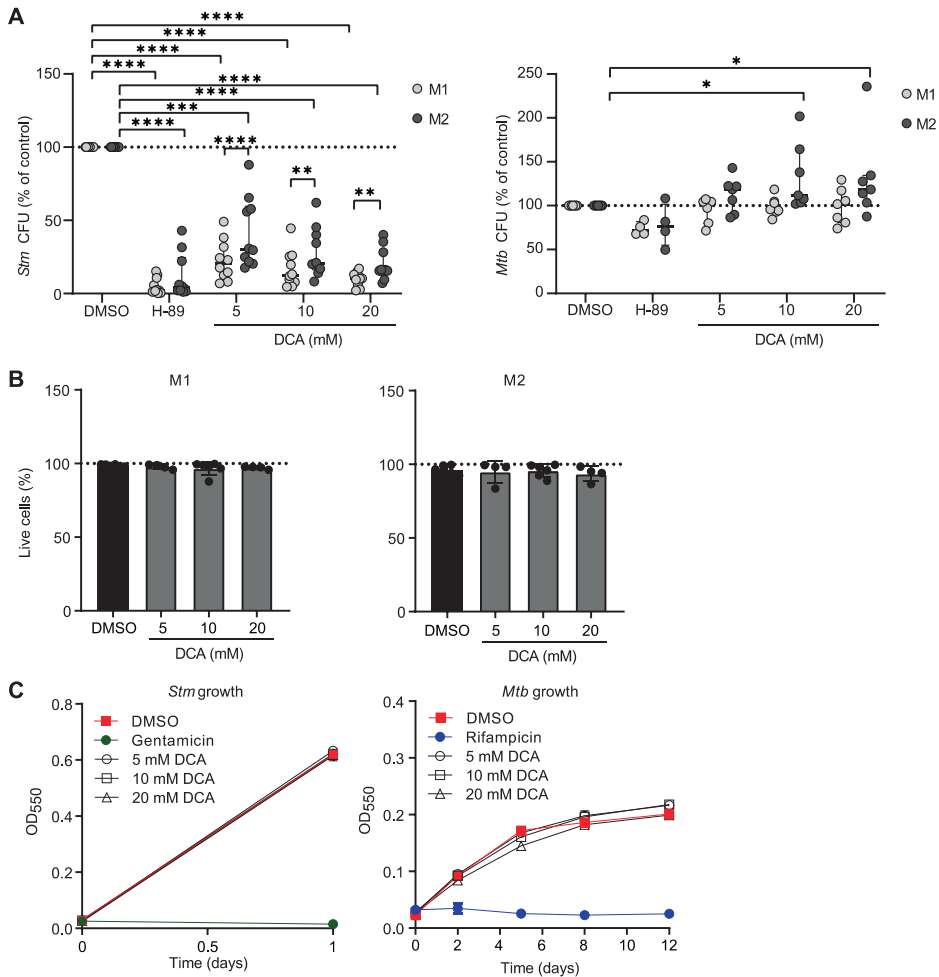 A
****
****
****
****
****
****
***
****
****
**
**
150
100
50
0
Stm CFU (% of control)
M1
M2
DMSO H-89 5 10 20
DCA (mM)
*
*
250
200
150
100
50
0
Mtb CFU (% of control)
M1
M2
DMSO H-89 5 10 20
DCA (mM)
B
M1
150
100
50
0
Live cells (%)
DMSO 5 10 20
DCA (mM)
M2
150
100
50
0
DMSO 5 10 20
DCA (mM)
C
Stm growth
0.8
0.6
0.4
0.2
0.0
OD550
DMSO
Gentamicin
5 mM DCA
10 mM DCA
20 mM DCA
0 0.5 1
Time (days)
Mtb growth
0.4
0.3
0.2
0.1
0.0
OD550
DMSO
Rifampicin
5 mM DCA
10 mM DCA
20 mM DCA
0 2 4 6 8 10 12
Time (days)